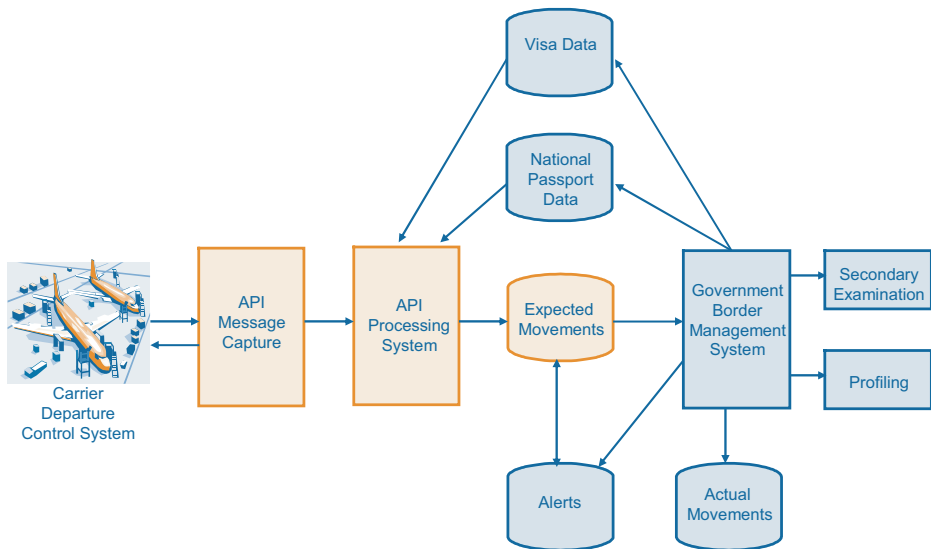 Visa Data
National
Passport
Data
API
Message
Capture
API
Processing
System
Expected
Movements
Government
Border
Management
System
Secondary
Examination
Profiling
Carrier
Departure
Control System
Alerts
Actual
Movements